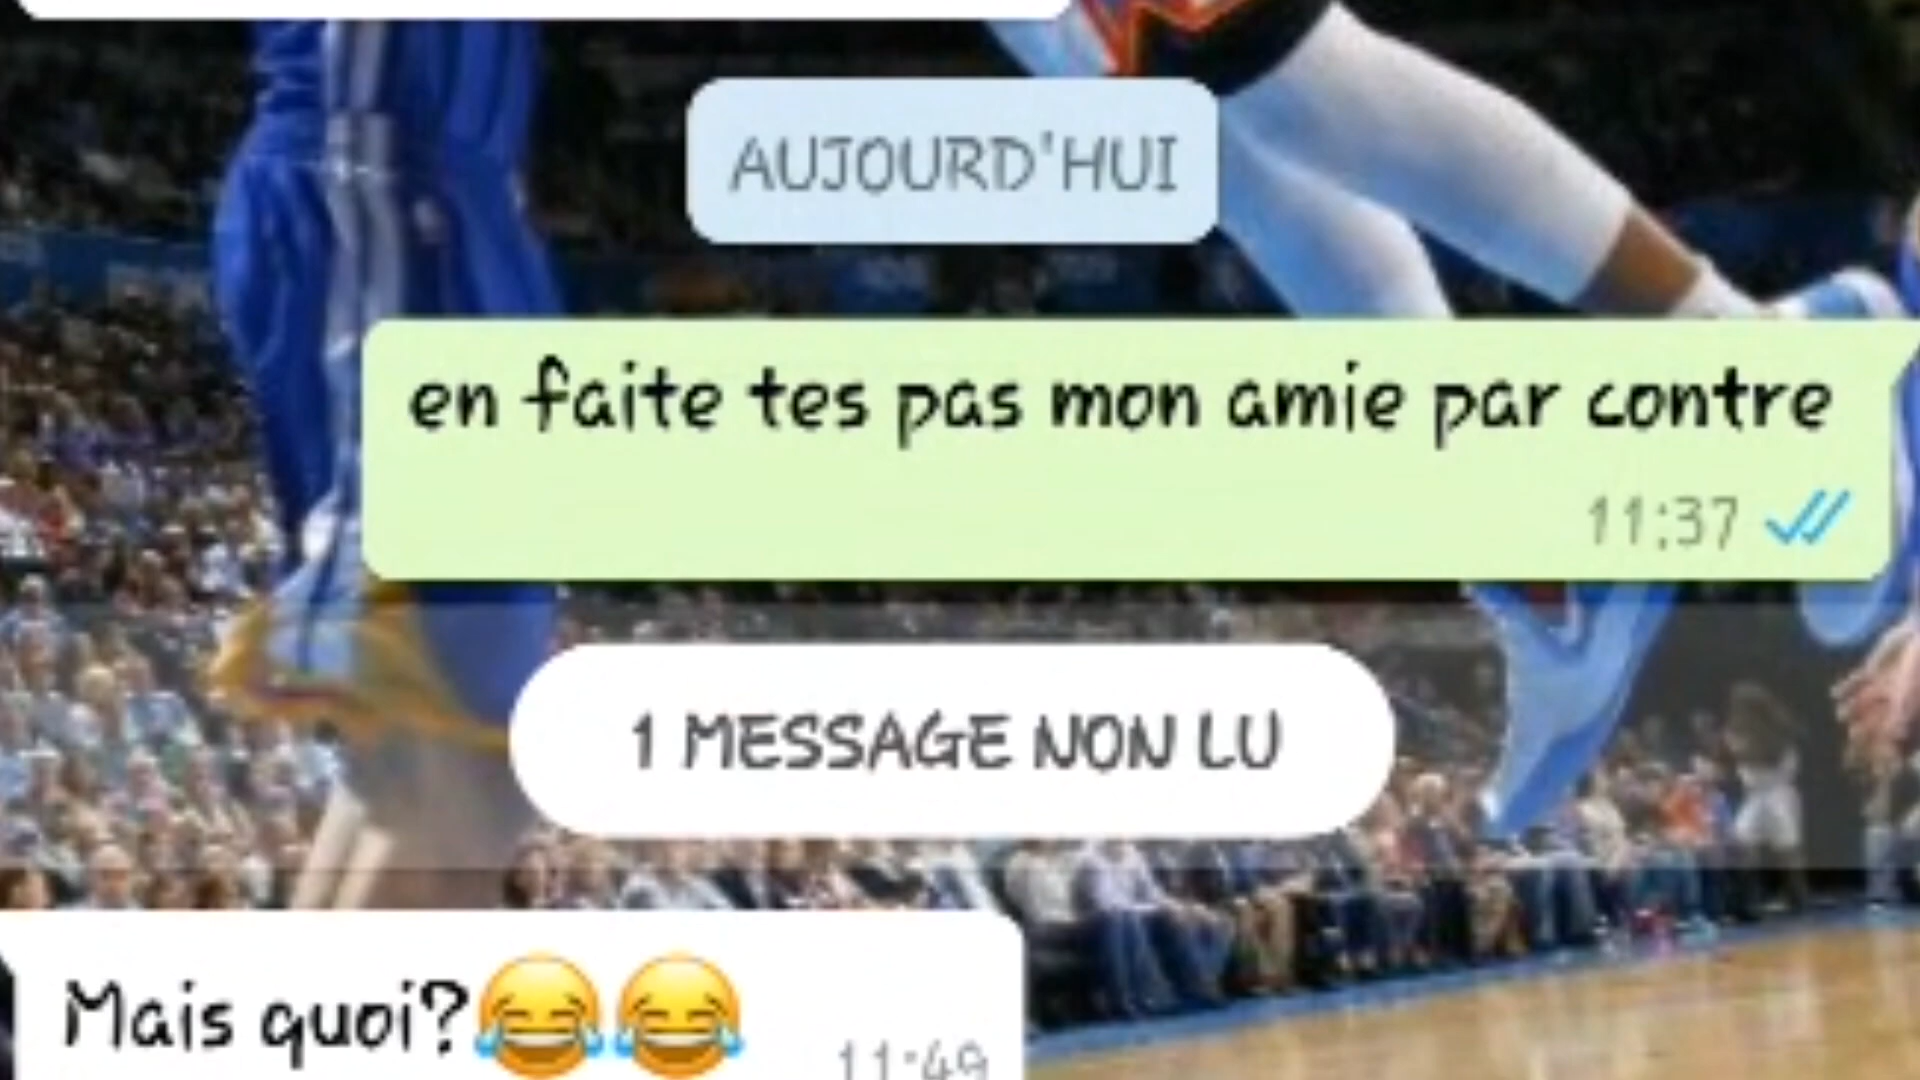 AUJOURD'HUI
en faite tes pas mon amie par contre
11:37
1 MESSAGE NON LU
Mais quoi?😂😂
11:49